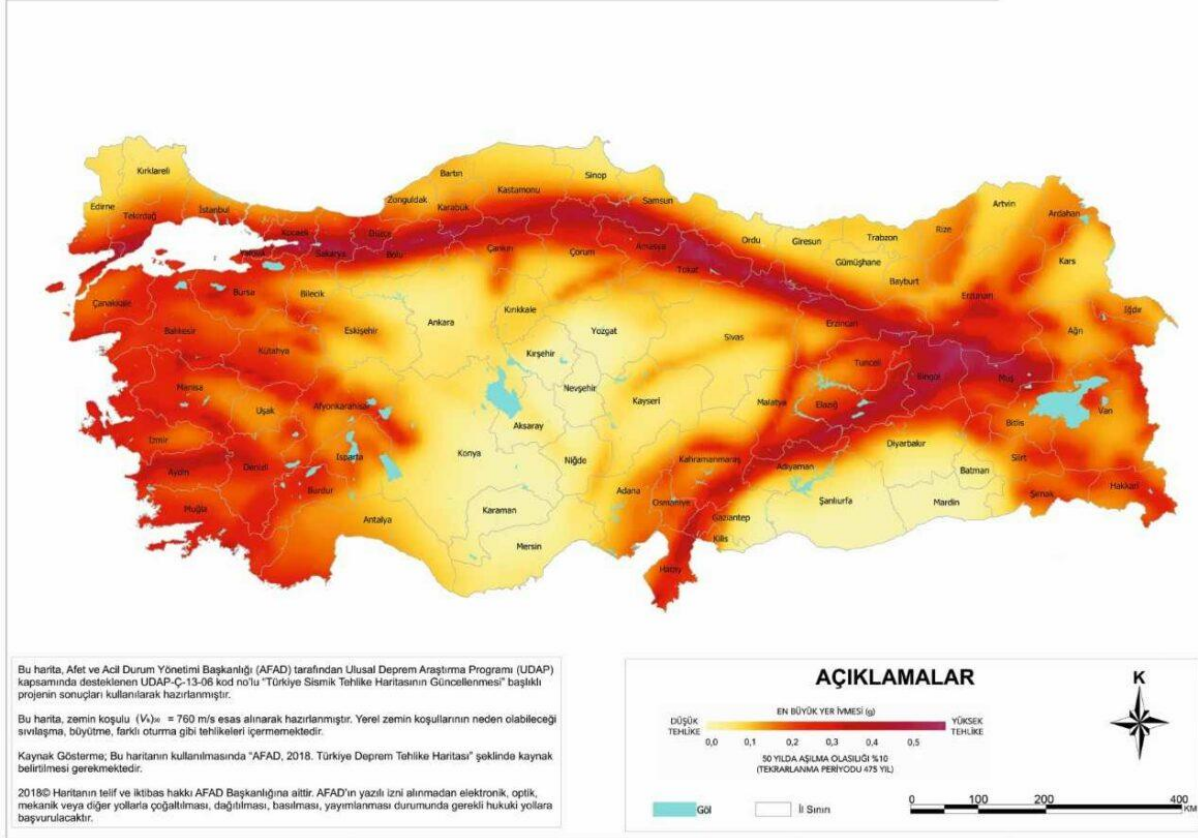 Kırklareli
Edirne
Tekirdağ
İstanbul
Kocaeli
Yalova
Sakarya
Düzce
Bolu
Zonguldak
Bartın
Karabük
Kastamonu
Sinop
Samsun
Çankırı
Çorum
Amasya
Tokat
Ordu
Giresun
Trabzon
Gümüşhane
Bayburt
Rize
Artvin
Ardahan
Kars
Erzurum
Iğdır
Ağrı
Çanakkale
Bursa
Bilecik
Balıkesir
Kütahya
Eskişehir
Ankara
Kırıkkale
Yozgat
Kırşehir
Nevşehir
Sivas
Kayseri
Erzincan
Tunceli
Bingöl
Muş
Elazığ
Malatya
Bitlis
Van
Manisa
Uşak
Afyonkarahisar
İzmir
Aydın
Denizli
Isparta
Burdur
Muğla
Antalya
Konya
Aksaray
Niğde
Karaman
Mersin
Adana
Osmaniye
Kahramanmaraş
Adıyaman
Gaziantep
Kilis
Hatay
Şanlıurfa
Diyarbakır
Batman
Mardin
Siirt
Şırnak
Hakkari
Bu harita, Afet ve Acil Durum Yönetimi Başkanlığı (AFAD) tarafından Ulusal Deprem Araştırma Programı (UDAP)
kapsamında desteklenen UDAP-Ç-13-06 kod no'lu "Türkiye Sismik Tehlike Haritasının Güncellenmesi" başlıklı
projenin sonuçları kullanılarak hazırlanmıştır.
Bu harita, zemin koşulu (Vs)30 = 760 m/s esas alınarak hazırlanmıştır. Yerel zemin koşullarının neden olabileceği
sıvılaşma, büyütme, farklı oturma gibi tehlikeleri içermemektedir.
Kaynak Gösterme; Bu haritanın kullanılmasında "AFAD, 2018. Türkiye Deprem Tehlike Haritası" şeklinde kaynak
belirtilmesi gerekmektedir.
2018© Haritanın telif ve iktibas hakkı AFAD Başkanlığına aittir. AFAD'ın yazılı izni alınmadan elektronik, optik,
mekanik veya diğer yollarla çoğaltılması, dağıtılması, basılması, yayımlanması durumunda gerekli hukuki yollara
başvurulacaktır.
AÇIKLAMALAR
EN BÜYÜK YER İVMESİ (g)
DÜŞÜK TEHLİKE
YÜKSEK TEHLİKE
0,0 0,1 0,2 0,3 0,4 0,5
50 YILDA AŞILMA OLASILIĞI %10
(TEKRARLANMA PERİYODU 475 YIL)
Göl
İl Sınırı
K
0 100 200 400
KM